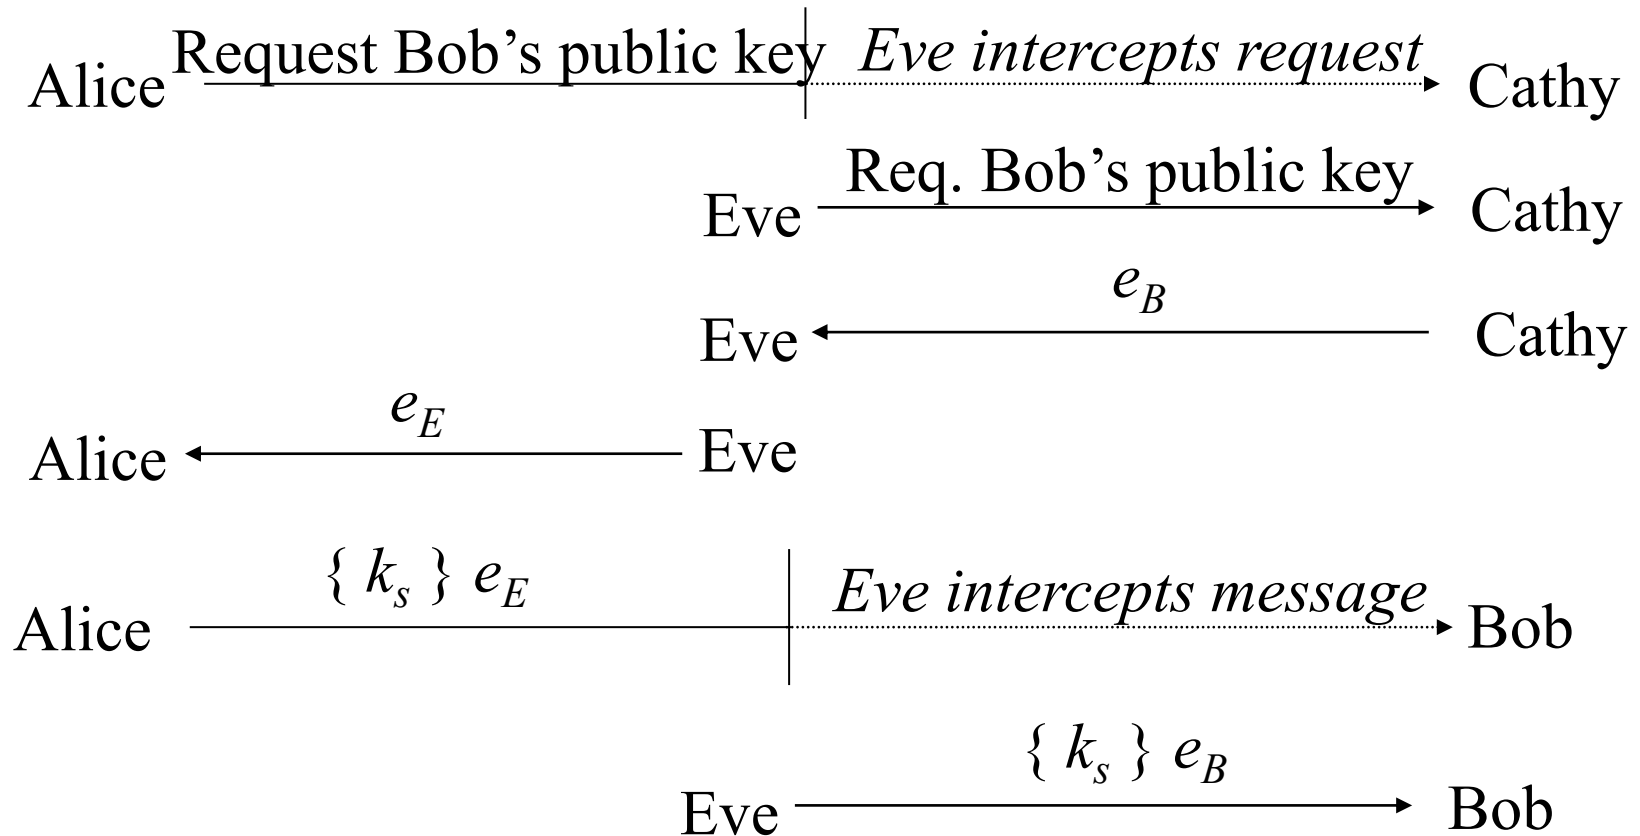 Alice Request Bob’s public key Eve intercepts request Cathy
Eve Req. Bob’s public key Cathy
Eve e_B Cathy
Alice e_E Eve
Alice { k_s } e_E Eve intercepts message Bob
Eve { k_s } e_B Bob